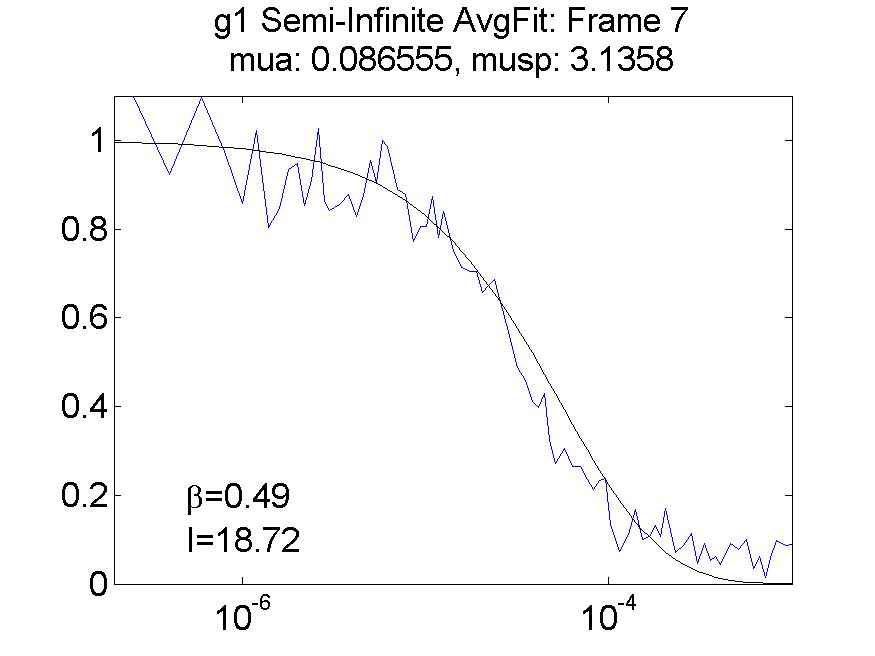 g1 Semi-Infinite AvgFit: Frame 7
mua: 0.086555, musp: 3.1358
1
0.8
0.6
0.4
0.2
0
β=0.49
I=18.72
10^-6
10^-4